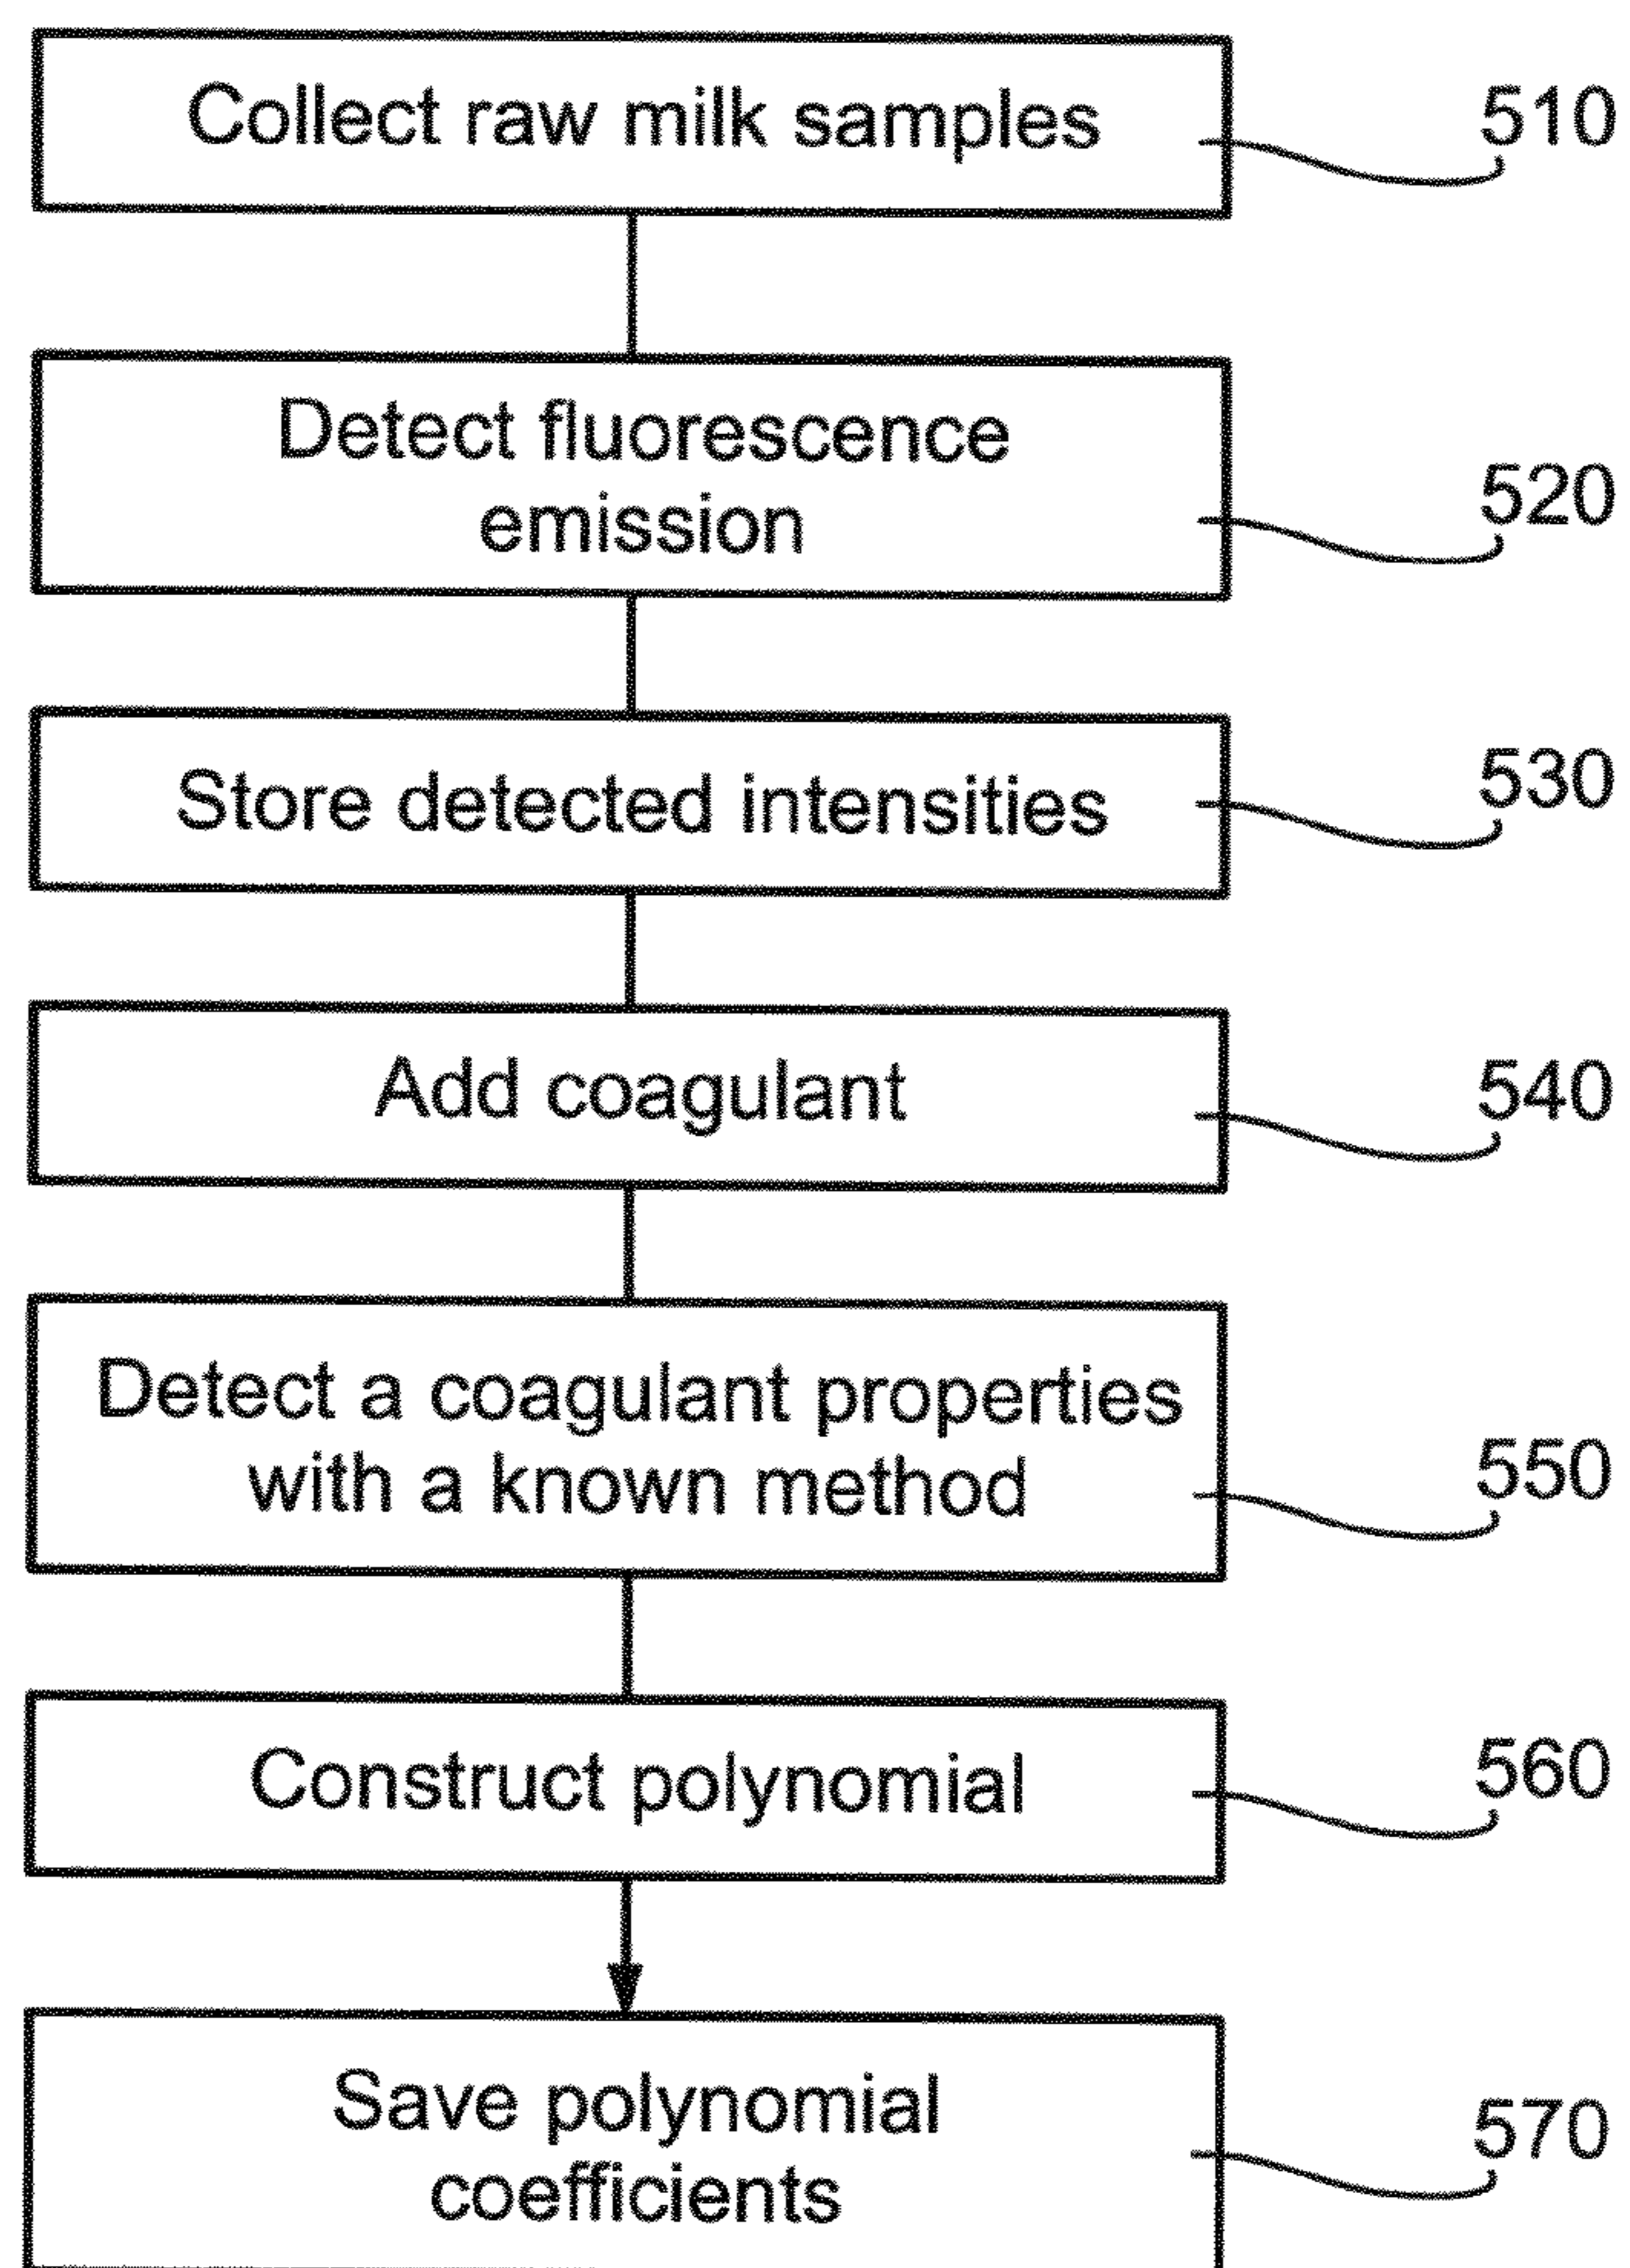 Collect raw milk samples
510
Detect fluorescence
emission
520
Store detected intensities
530
Add coagulant
540
Detect a coagulant properties
with a known method
550
Construct polynomial
560
Save polynomial
coefficients
570